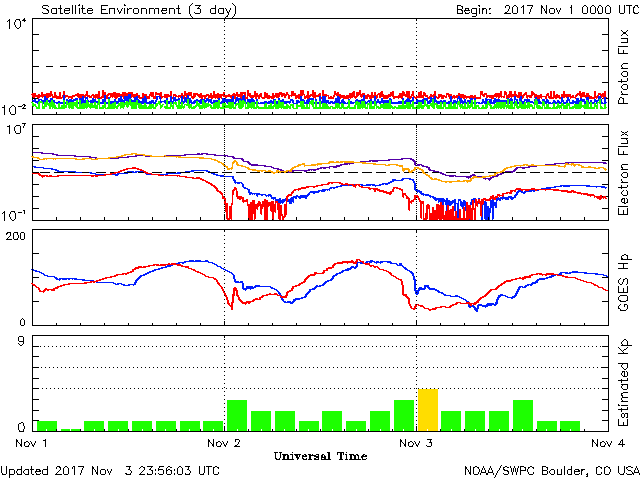 Satellite Environment (3 day)
Begin: 2017 Nov 1 0000 UTC
10^4
10^-2
Proton Flux
10^7
10^-1
Electron Flux
200
0
GOES Hp
9
0
Estimated Kp
Nov 1
Nov 2
Nov 3
Nov 4
Universal Time
Updated 2017 Nov 3 23:56:03 UTC
NOAA/SWPC Boulder, CO USA